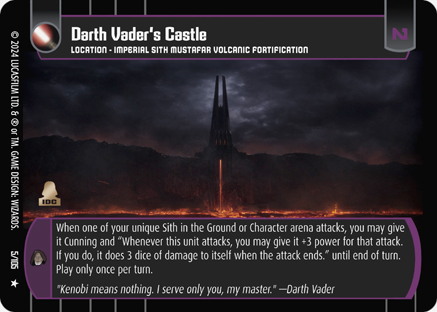 Darth Vader's Castle
LOCATION - IMPERIAL SITH MUSTAFAR VOLCANIC FORTIFICATION
2
© 2024 LUCASFILM LTD. & ® or TM. GAME DESIGN: WIZARDS.
IDC
5/105
When one of your unique Sith in the Ground or Character arena attacks, you may give
it Cunning and “Whenever this unit attacks, you may give it +3 power for that attack.
If you do, it does 3 dice of damage to itself when the attack ends.” until end of turn.
Play only once per turn.
"Kenobi means nothing. I serve only you, my master." —Darth Vader